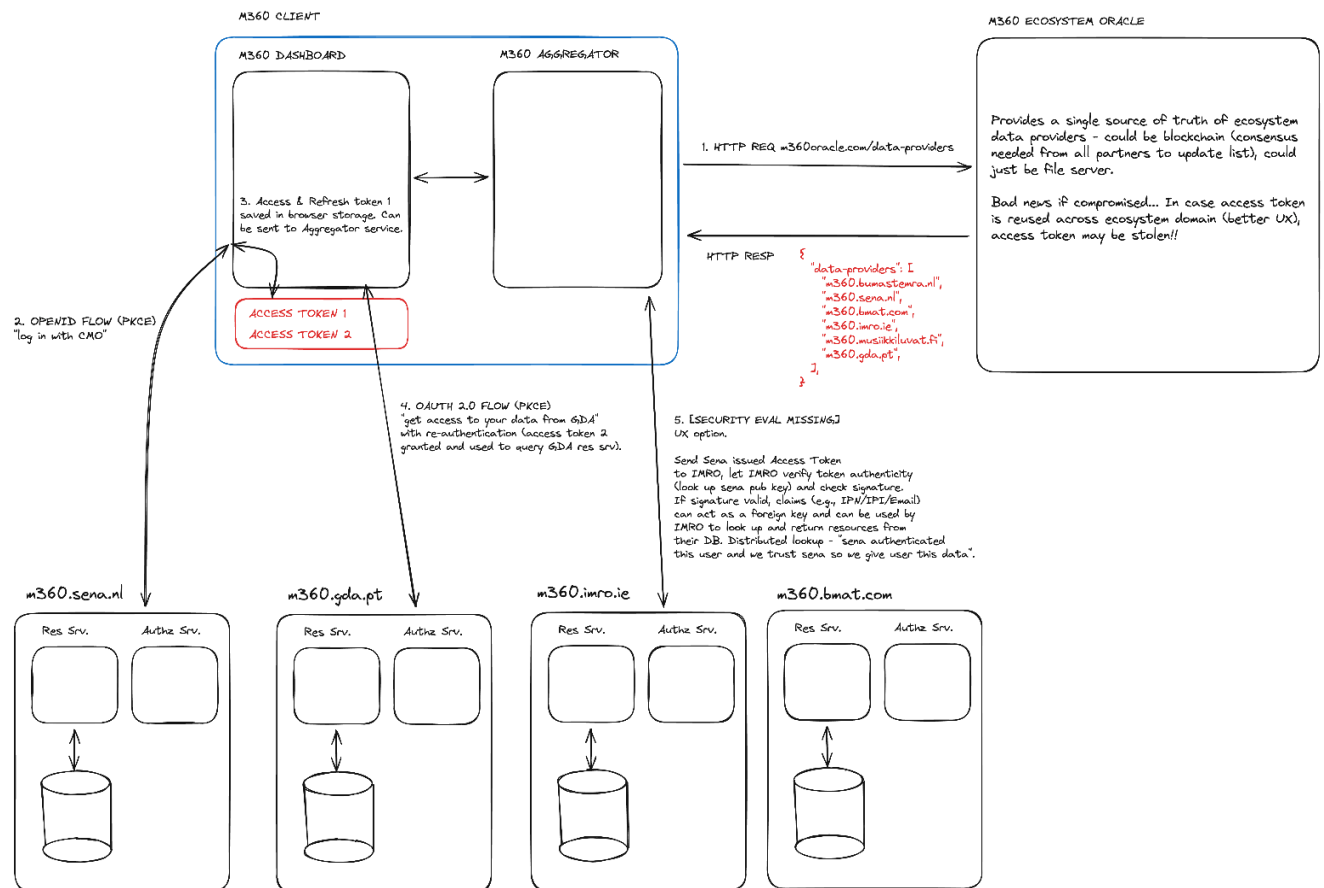 M360 CLIENT
M360 ECOSYSTEM ORACLE
M360 DASHBOARD
M360 AGGREGATOR
Provides a single source of truth of ecosystem
data providers - could be blockchain (consensus
needed from all partners to update list), could
just be file server.
Bad news if compromised... In case access token
is reused across ecosystem domain (better UX),
access token may be stolen!!
1. HTTP REQ m360oracle.com/data-providers
3. Access & Refresh token 1
saved in browser storage. Can
be sent to Aggregator service.
HTTP RESP
{
"data-providers": [
"m360.bumastemra.nl",
"m360.sena.nl",
"m360.bmat.com",
"m360.imro.ie",
"m360.musiikkiluvat.fi",
"m360.gda.pt",
],
}
ACCESS TOKEN 1
ACCESS TOKEN 2
2. OPENID FLOW (PKCE)
"log in with CMO"
4. OAUTH 2.0 FLOW (PKCE)
"get access to your data from GDA"
with re-authentication (access token 2
granted and used to query GDA res srv).
5. [SECURITY EVAL MISSING]
UX option.
Send Sena issued Access Token
to IMRO, let IMRO verify token authenticity
(look up sena pub key) and check signature.
If signature valid, claims (e.g., IPN/IPI/Email)
can act as a foreign key and can be used by
IMRO to look up and return resources from
their DB. Distributed lookup - "sena authenticated
this user and we trust sena so we give user this data".
m360.sena.nl
Res Srv.
Authz Srv.
m360.gda.pt
Res Srv.
Authz Srv.
m360.imro.ie
Res Srv.
Authz Srv.
m360.bmat.com
Res Srv.
Authz Srv.